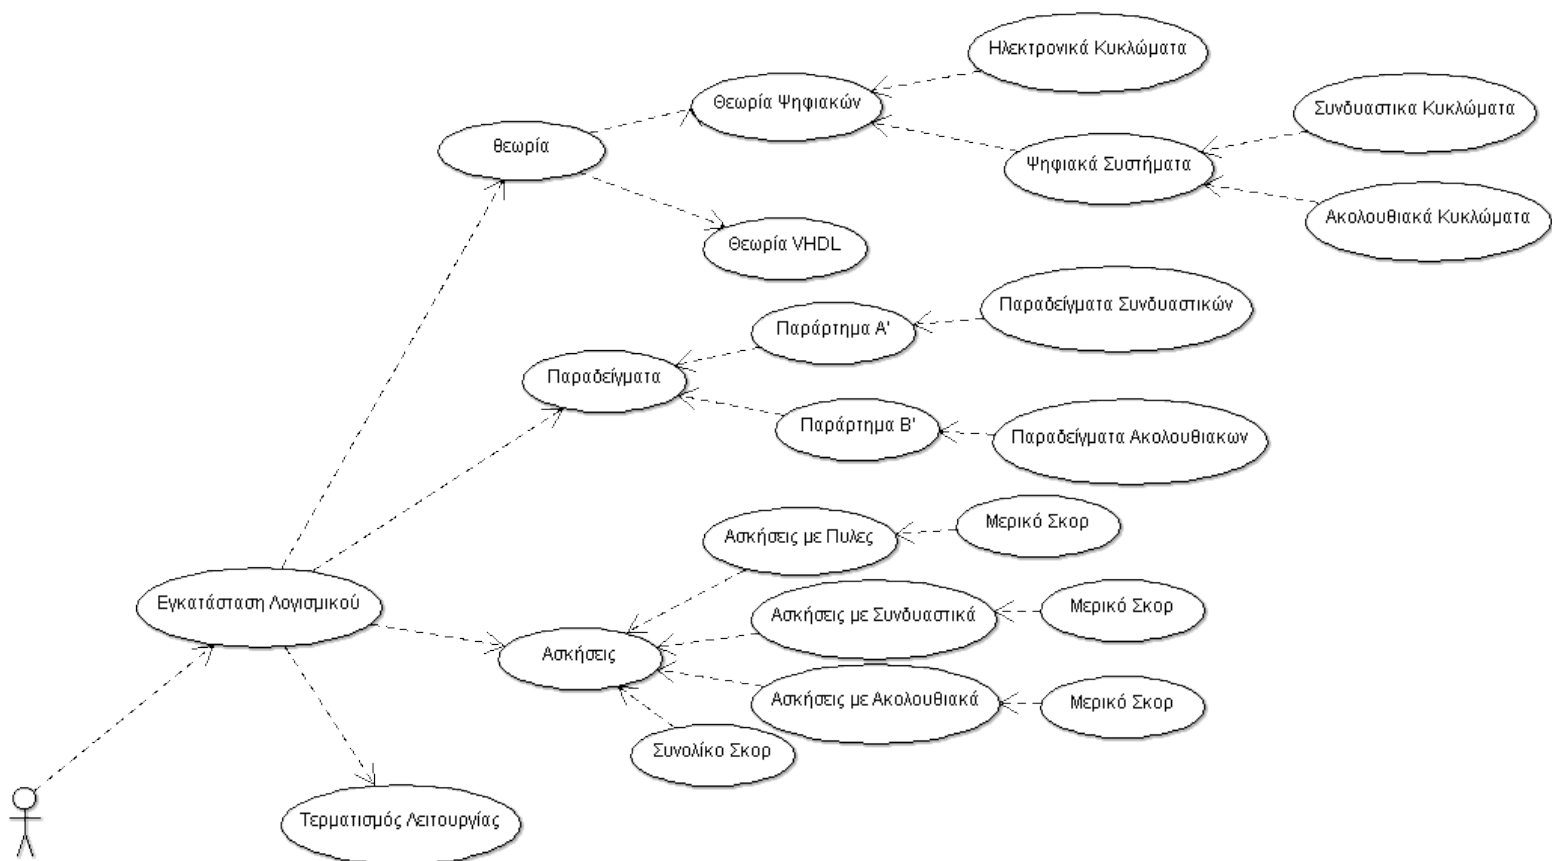 Ηλεκτρονικά Κυκλώματα
Θεωρία Ψηφιακών
Συνδυαστικα Κυκλώματα
θεωρία
Ψηφιακά Συστήματα
Ακολουθιακά Κυκλώματα
Θεωρία VHDL
Παραδείγματα Συνδυαστικών
Παράρτημα Α'
Παραδείγματα
Παράρτημα Β'
Παραδείγματα Ακολουθιακων
Ασκήσεις με Πυλες
Μερικό Σκορ
Εγκατάσταση Λογισμικού
Ασκήσεις με Συνδυαστικά
Μερικό Σκορ
Ασκήσεις
Ασκήσεις με Ακολουθιακά
Μερικό Σκορ
Συνολίκο Σκορ
Τερματισμός Λειτουργίας